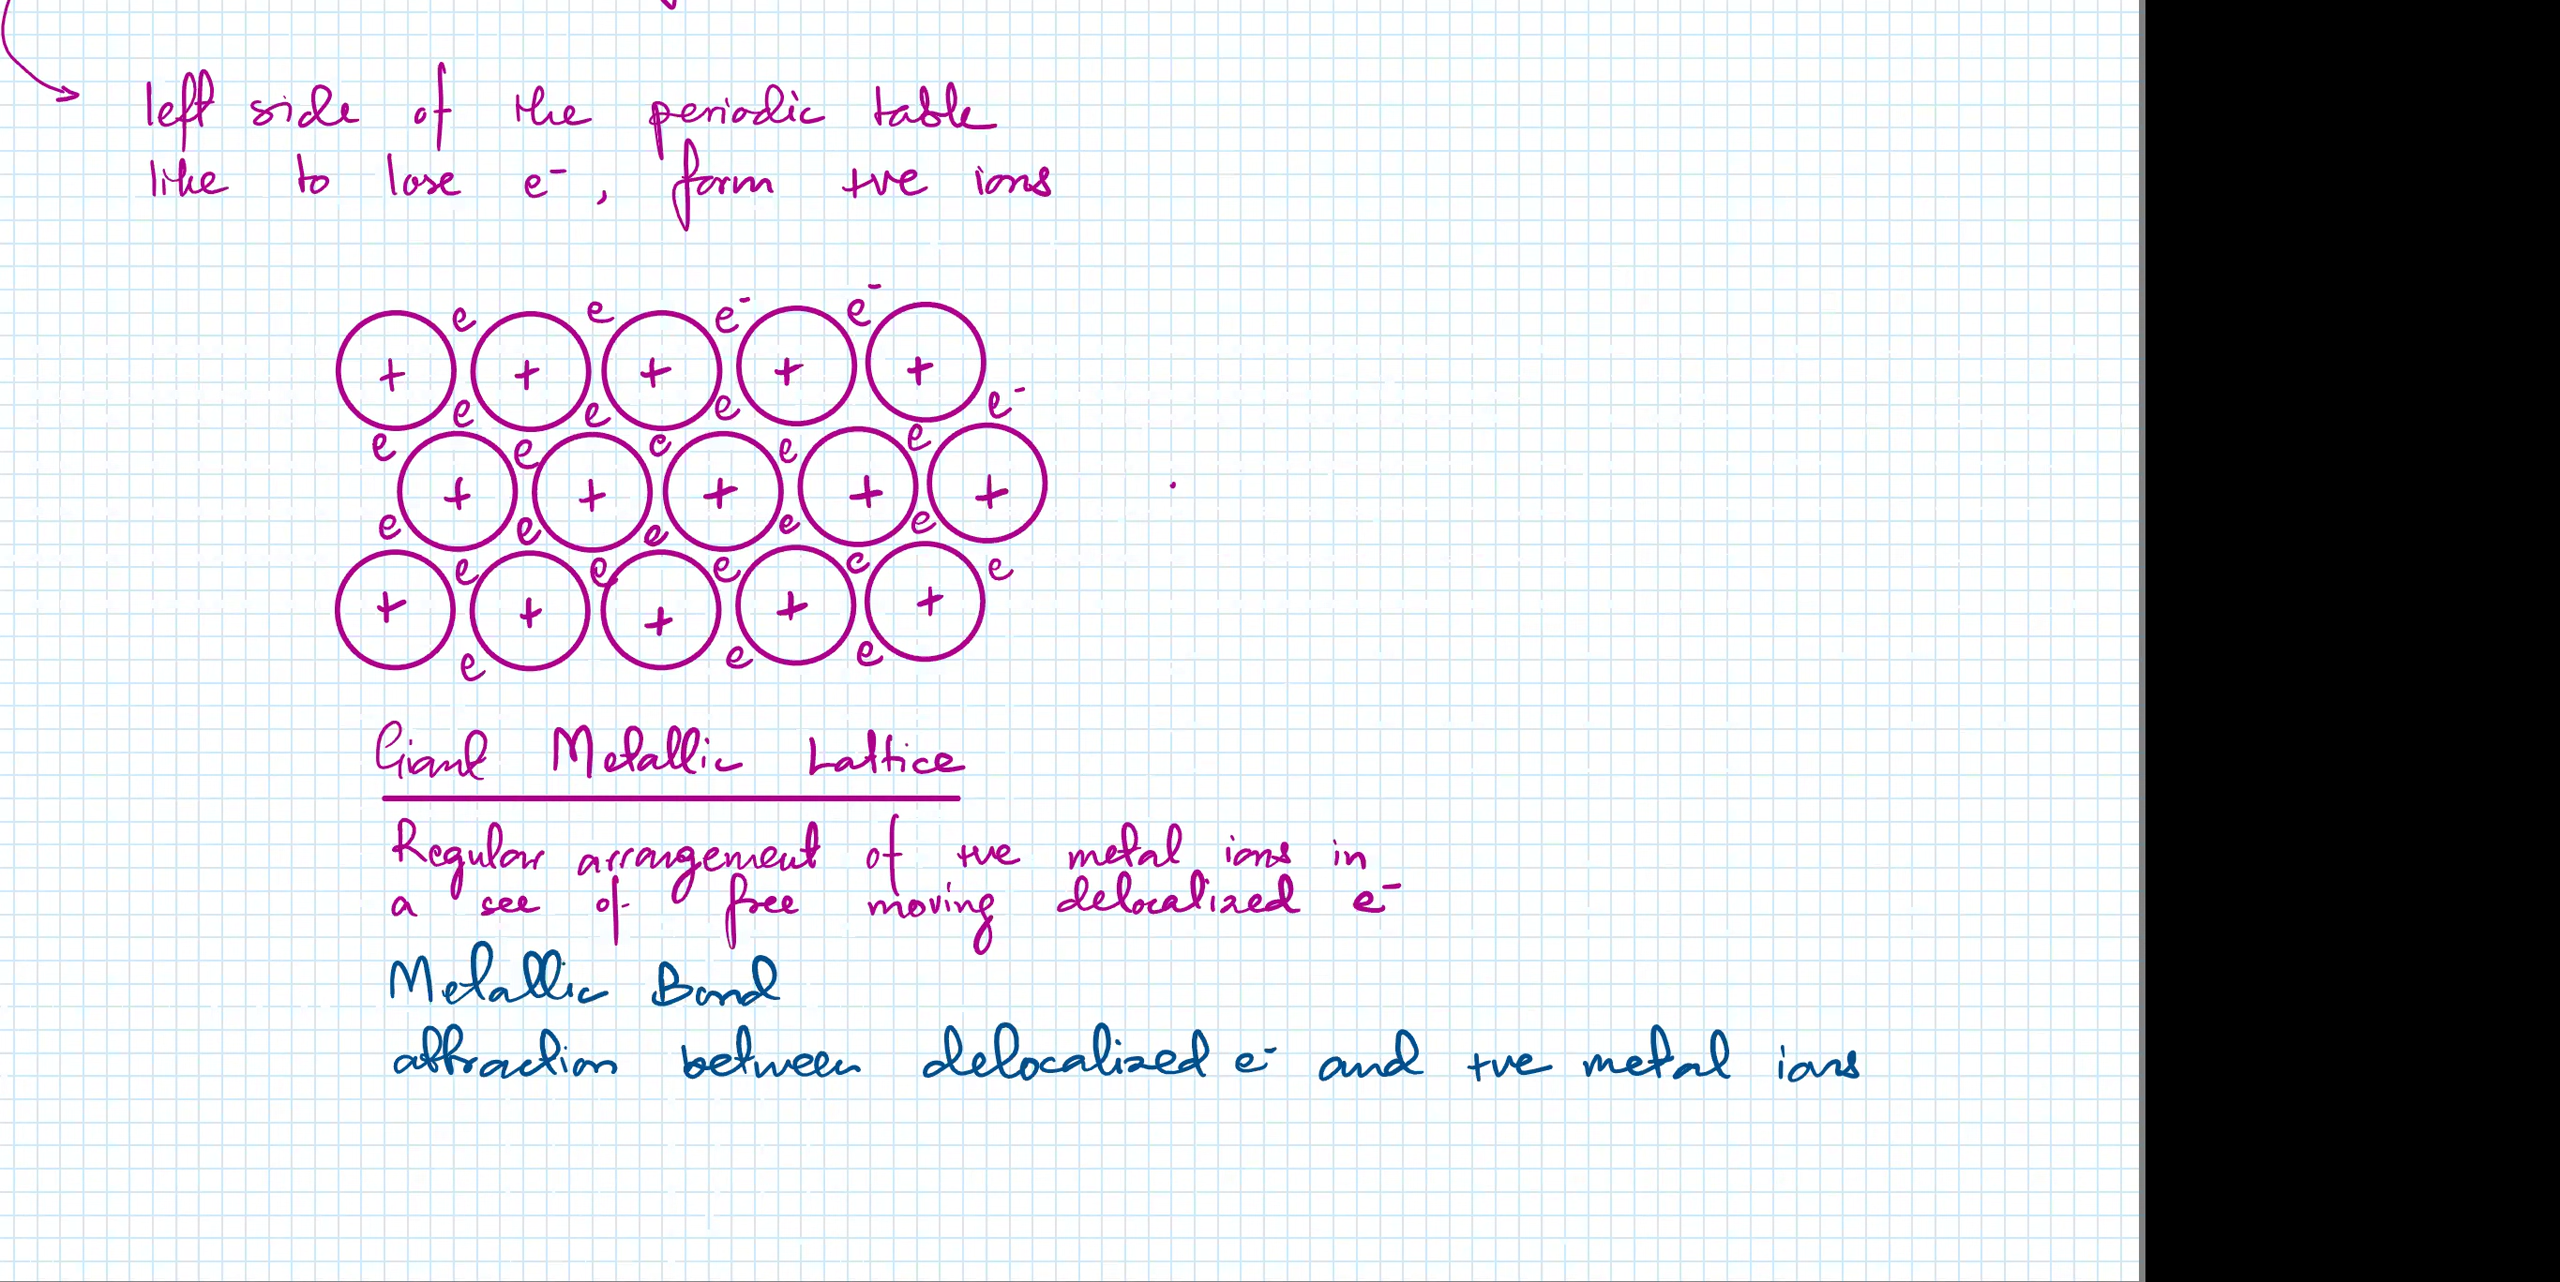 left side of the periodic table
like to lose e⁻, form +ve ions
e e e⁻ e⁻
+ + + + +
e e e e⁻
e e e e e
+ + + + +
e e e e e
e e e e e
+ + + + +
e e e
Giant Metallic Lattice
Regular arrangement of +ve metal ions in
a see of free moving delocalized e⁻
Metallic Bond
attraction between delocalized e⁻ and +ve metal ions